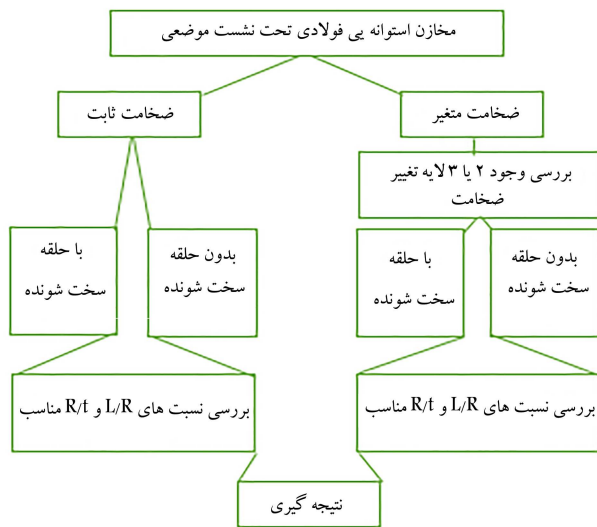 مخازن استوانه یی فولادی تحت نشست موضعی
ضخامت متغیر
ضخامت ثابت
بررسی وجود ۲ یا ۳ لایه تغییر
ضخامت
بدون حلقه
سخت شونده
با حلقه
سخت شونده
بدون حلقه
سخت شونده
با حلقه
سخت شونده
بررسی نسبت های L/R و R/t مناسب
بررسی نسبت های L/R و R/t مناسب
نتیجه گیری